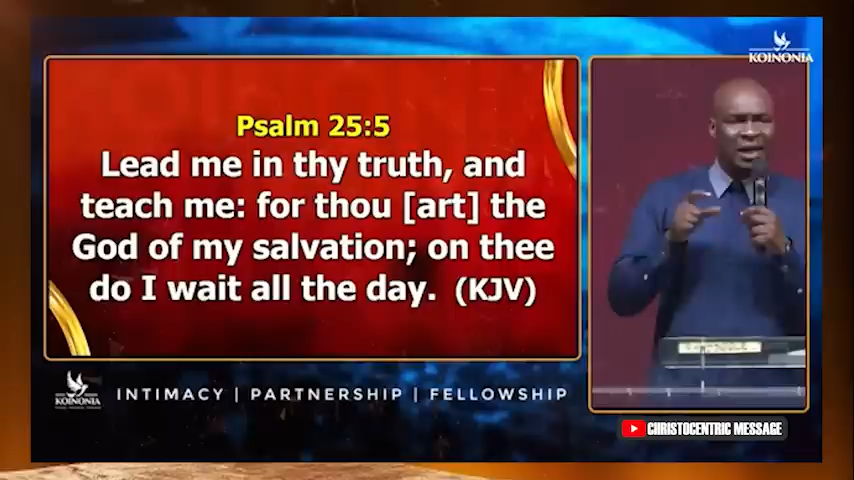 KOINONIA
Psalm 25:5
Lead me in thy truth, and
teach me: for thou [art] the
God of my salvation; on thee
do I wait all the day. (KJV)
KOINONIA
INTIMACY | PARTNERSHIP | FELLOWSHIP
CHRISTOCENTRIC MESSAGE